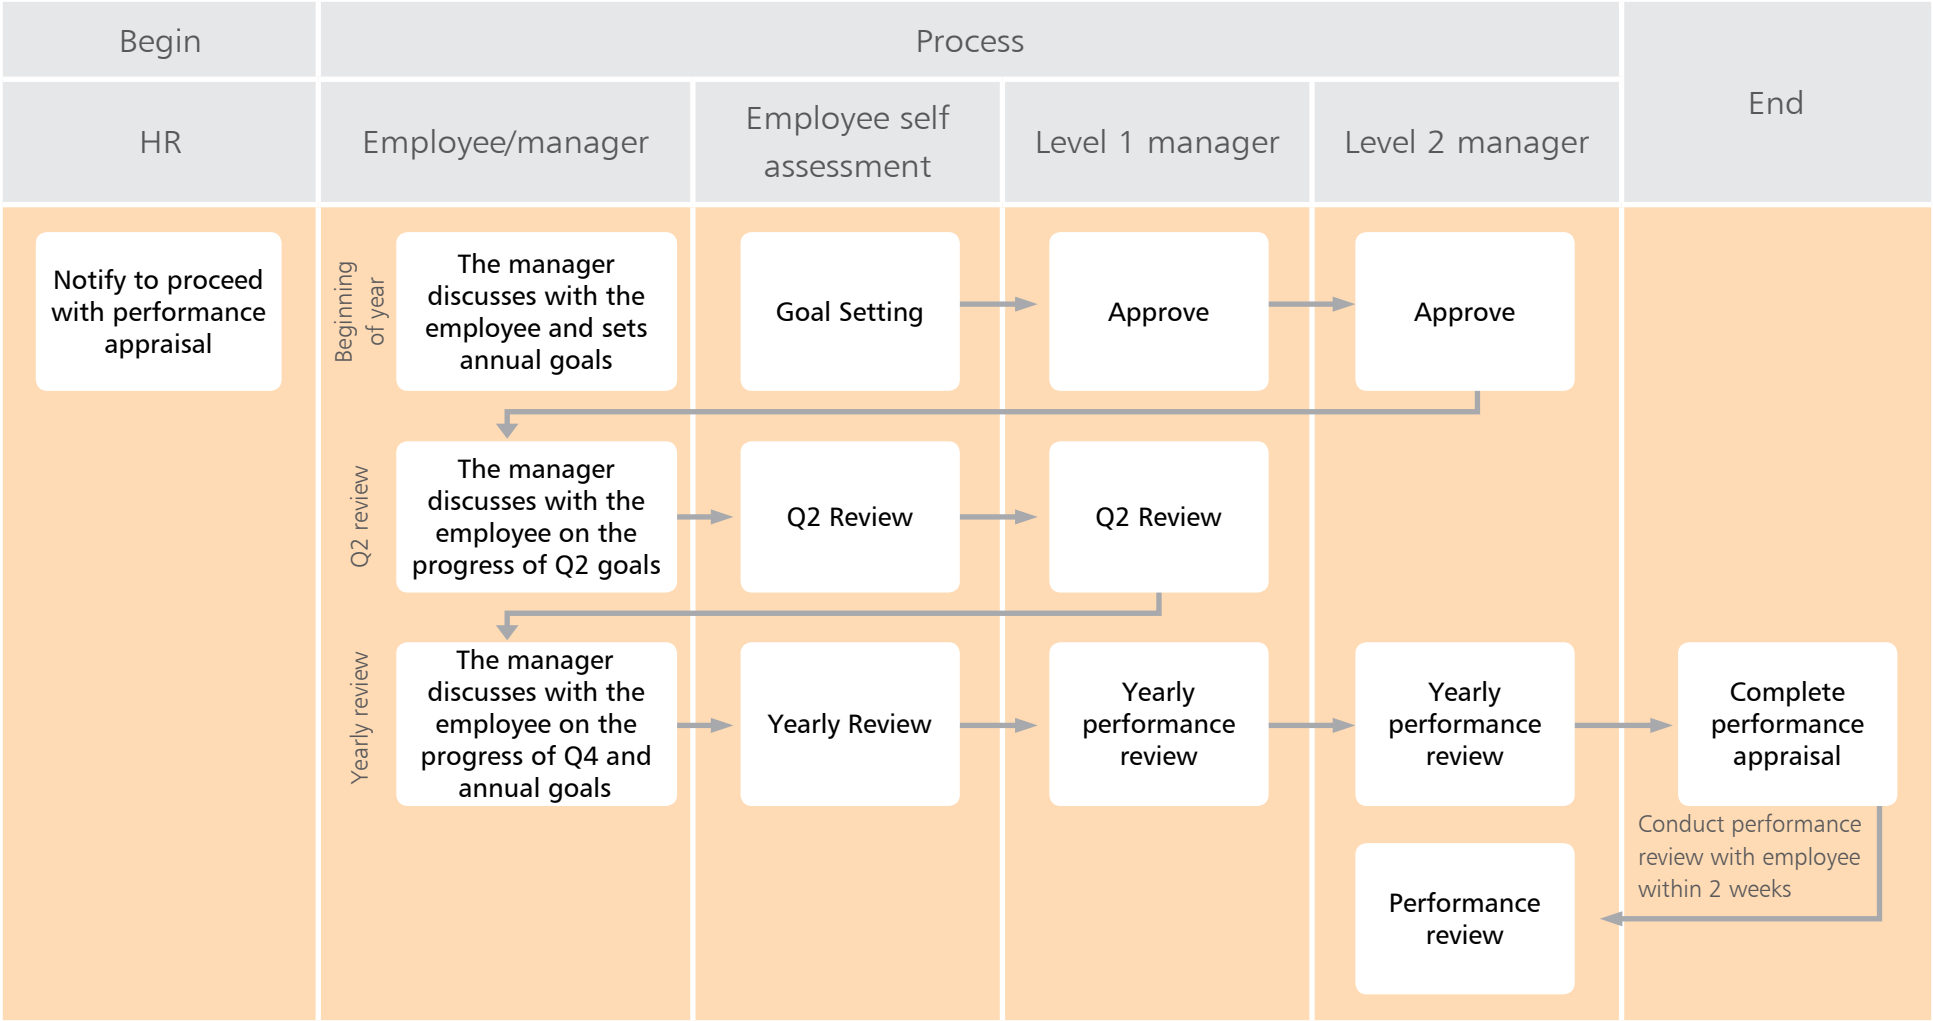 Begin
Process
End
HR
Employee/manager
Employee self
assessment
Level 1 manager
Level 2 manager
Notify to proceed
with performance
appraisal
Beginning
of year
The manager
discusses with the
employee and sets
annual goals
Goal Setting
Approve
Approve
Q2 review
The manager
discusses with the
employee on the
progress of Q2 goals
Q2 Review
Q2 Review
Yearly review
The manager
discusses with the
employee on the
progress of Q4 and
annual goals
Yearly Review
Yearly
performance
review
Yearly
performance
review
Complete
performance
appraisal
Conduct performance
review with employee
within 2 weeks
Performance
review